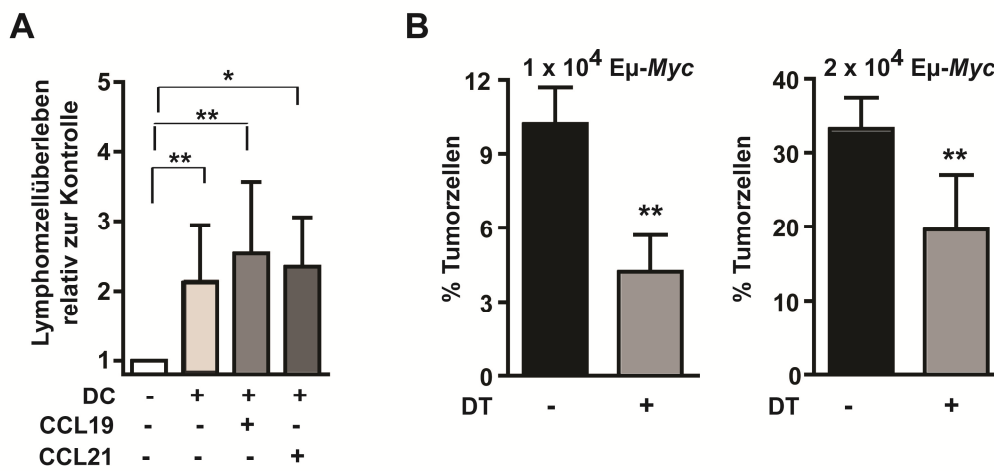 A
Lymphomzellüberleben
relativ zur Kontrolle
5
4
3
2
1
*
**
**
DC - + + +
CCL19 - - + -
CCL21 - - - +
B
1 x 10⁴ Eµ-Myc
% Tumorzellen
12
9
6
3
0
**
DT - +
2 x 10⁴ Eµ-Myc
% Tumorzellen
40
30
20
10
0
**
DT - +